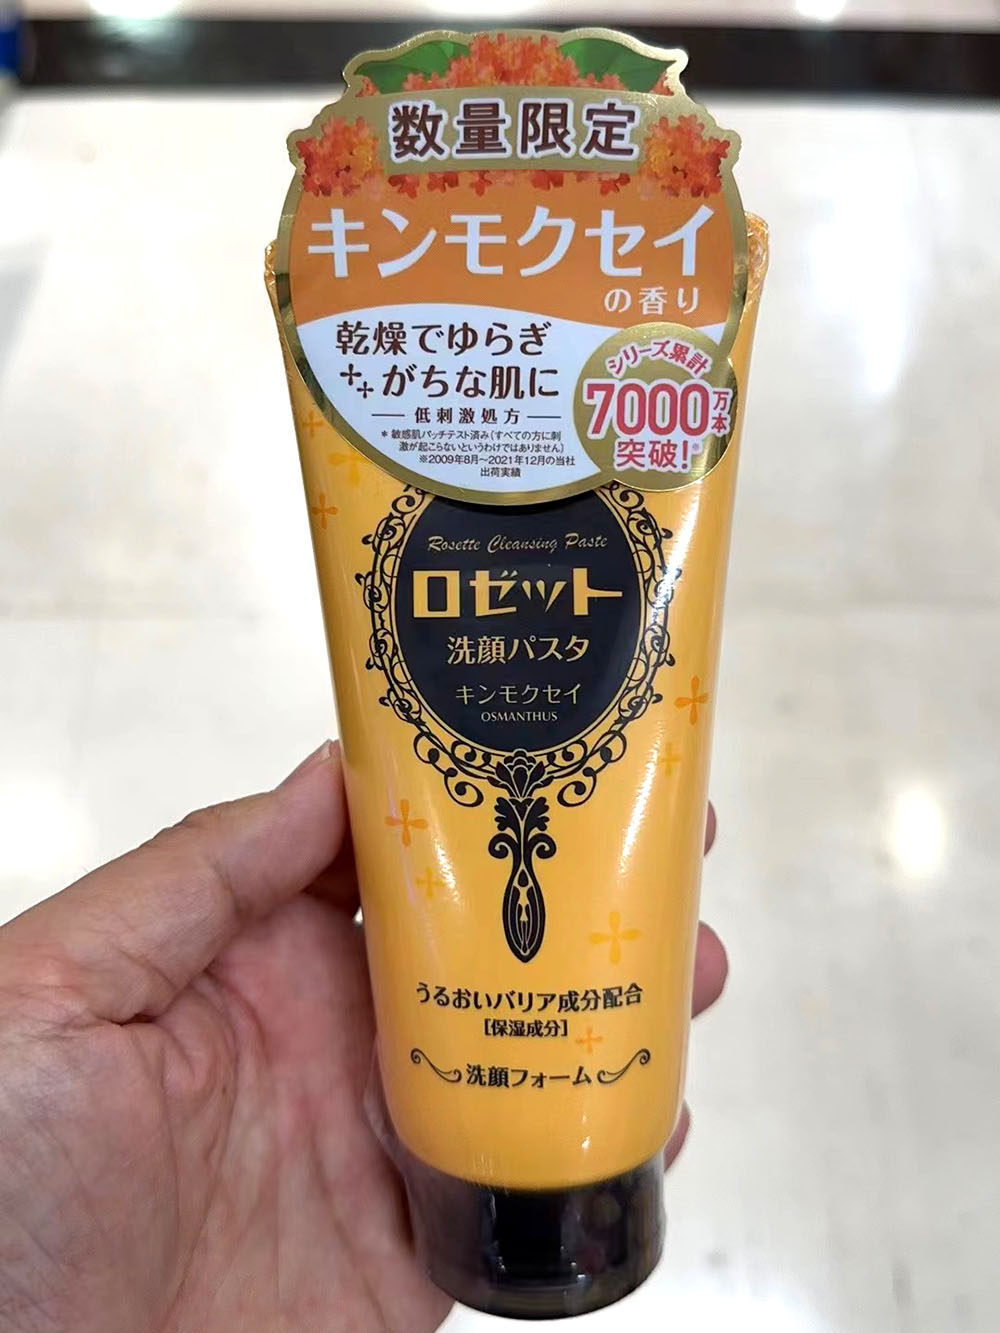 数量限定
キンモクセイ
の香り
乾燥でゆらぎ
がちな肌に
低刺激処方
＊敏感肌パッチテスト済み(すべての方に刺
激が起こらないというわけではありません)
※2009年8月～2021年12月の当社
出荷実績
シリーズ累計
7000万本
突破!※
Rosette Cleansing Paste
ロゼット
洗顔パスタ
キンモクセイ
OSMANTHUS
うるおいバリア成分配合
[保湿成分]
洗顔フォーム